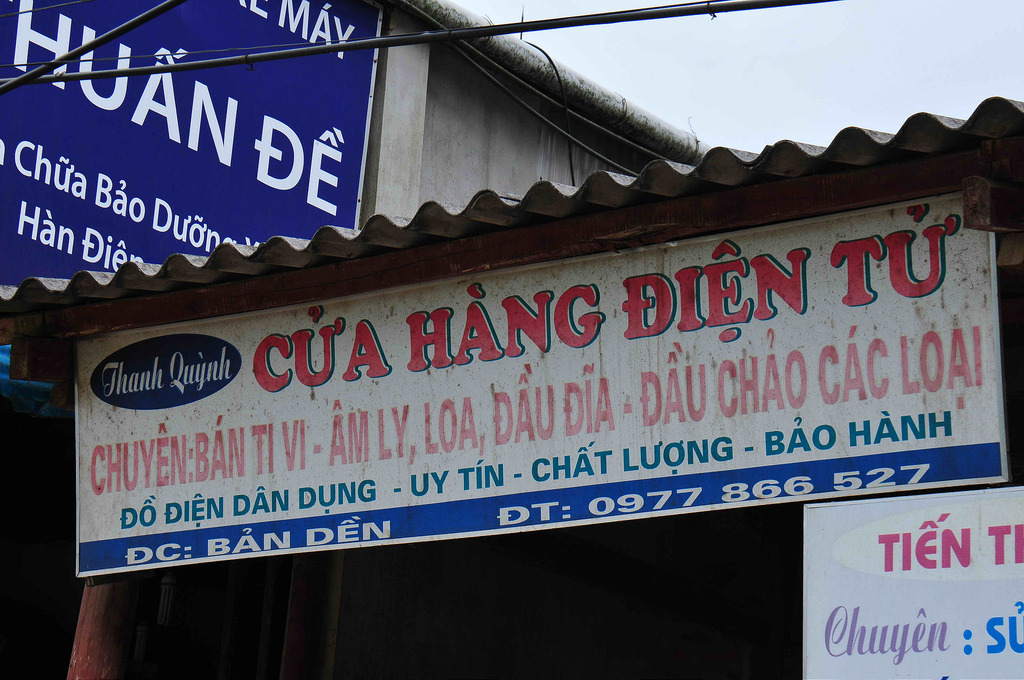 XE MÁY
HUẤN ĐỀ
Chữa Bảo Dưỡng
Hàn Điện
Thanh Quỳnh
CỬA HÀNG ĐIỆN TỬ
CHUYÊN:BÁN TI VI - ÂM LY, LOA, ĐẦU ĐĨA - ĐẦU CHẢO CÁC LOẠI
ĐỒ ĐIỆN DÂN DỤNG - UY TÍN - CHẤT LƯỢNG - BẢO HÀNH
ĐC: BẢN DỀN ĐT: 0977 866 527
TIẾN
Chuyên : SỬ